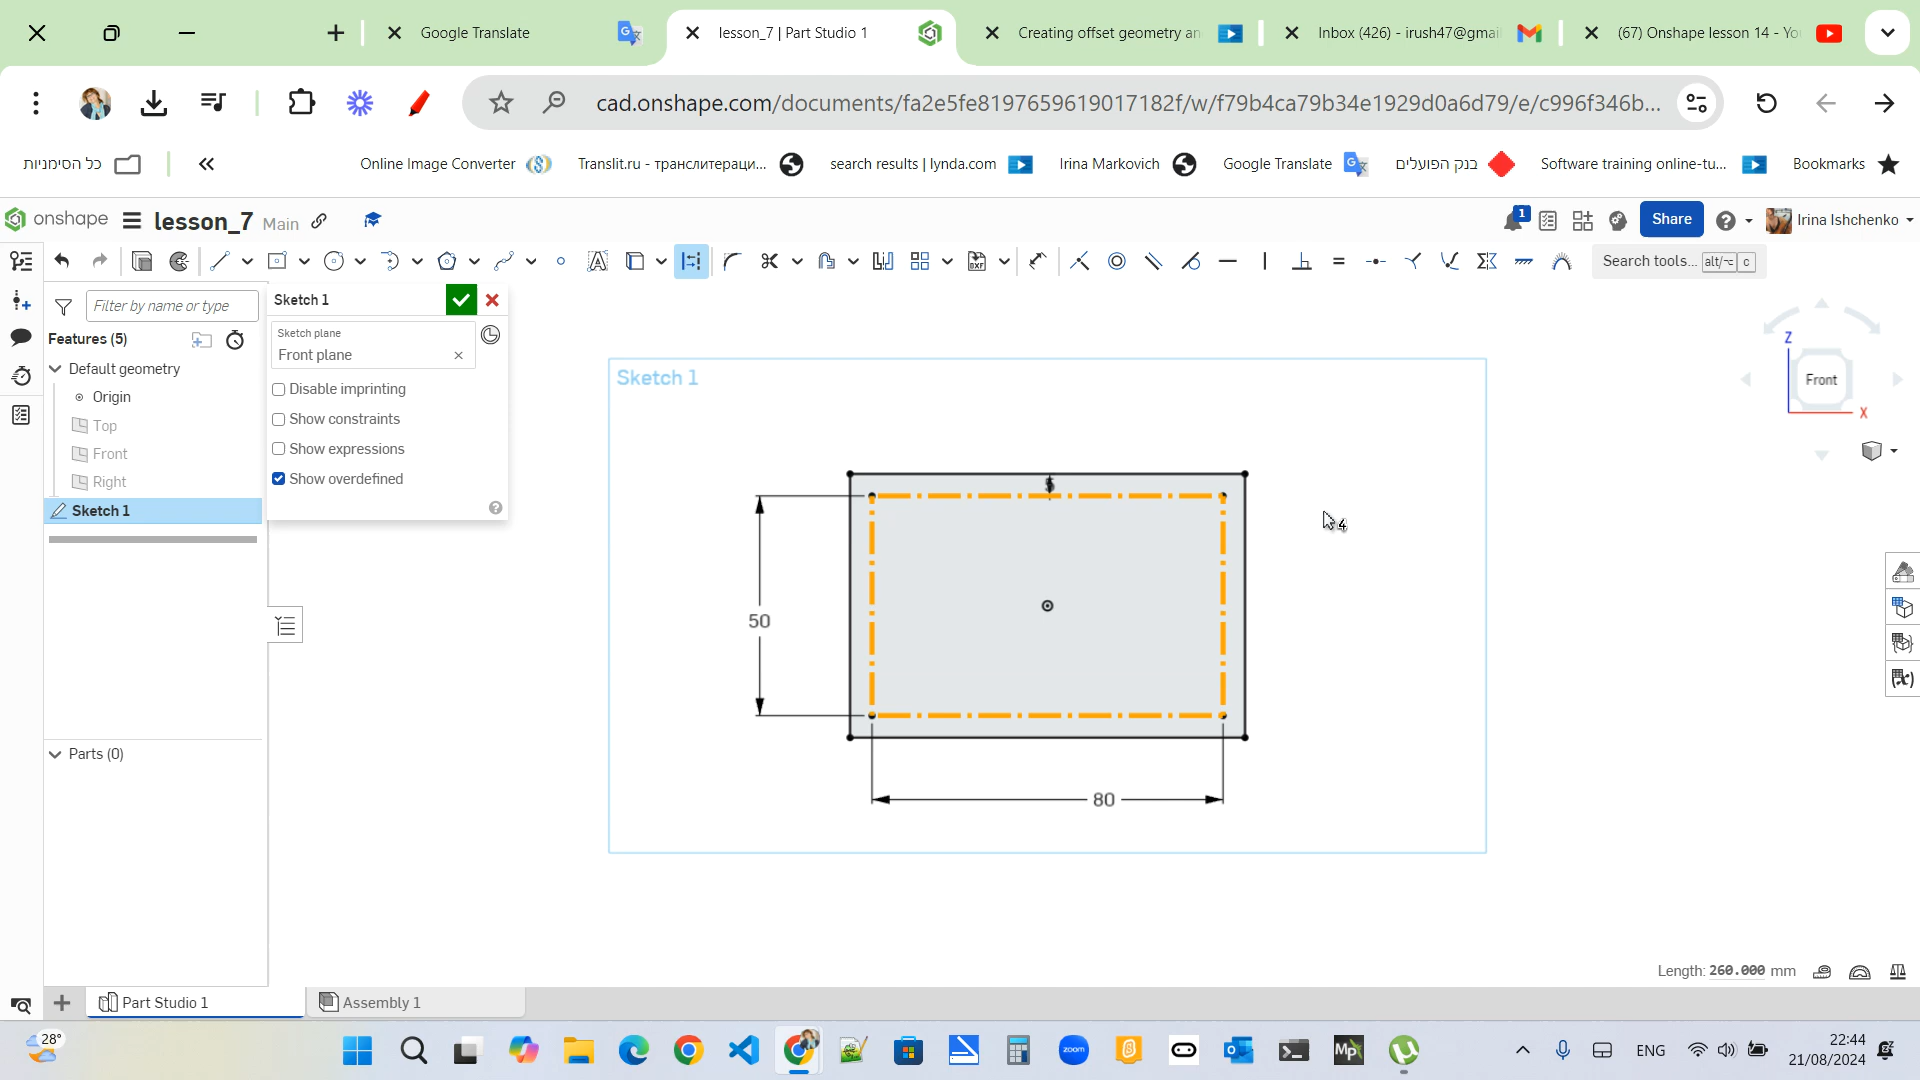 Google Translate
lesson_7 | Part Studio 1
Creating offset geometry an
Inbox (426) - irush47@gmai
(67) Onshape lesson 14 - Yo
cad.onshape.com/documents/fa2e5fe8197659619017182f/w/f79b4ca79b34e1929d0a6d79/e/c996f346b...
כל הסימניות
Online Image Converter
Translit.ru - транслитераци...
search results | lynda.com
Irina Markovich
Google Translate
בנק הפועלים
Software training online-tu...
Bookmarks
onshape
lesson_7 Main
1
Share
Irina Ishchenko
DXF
Search tools... alt/⌥ c
Filter by name or type
Features (5)
Default geometry
Origin
Top
Front
Right
Sketch 1
Parts (0)
Sketch 1
Sketch plane
Front plane
Disable imprinting
Show constraints
Show expressions
Show overdefined
Sketch 1
50
80
4
Z
Front
X
(x)
Length: 260.000 mm
Part Studio 1
Assembly 1
28°
zoom
Mp
ENG
22:44
21/08/2024